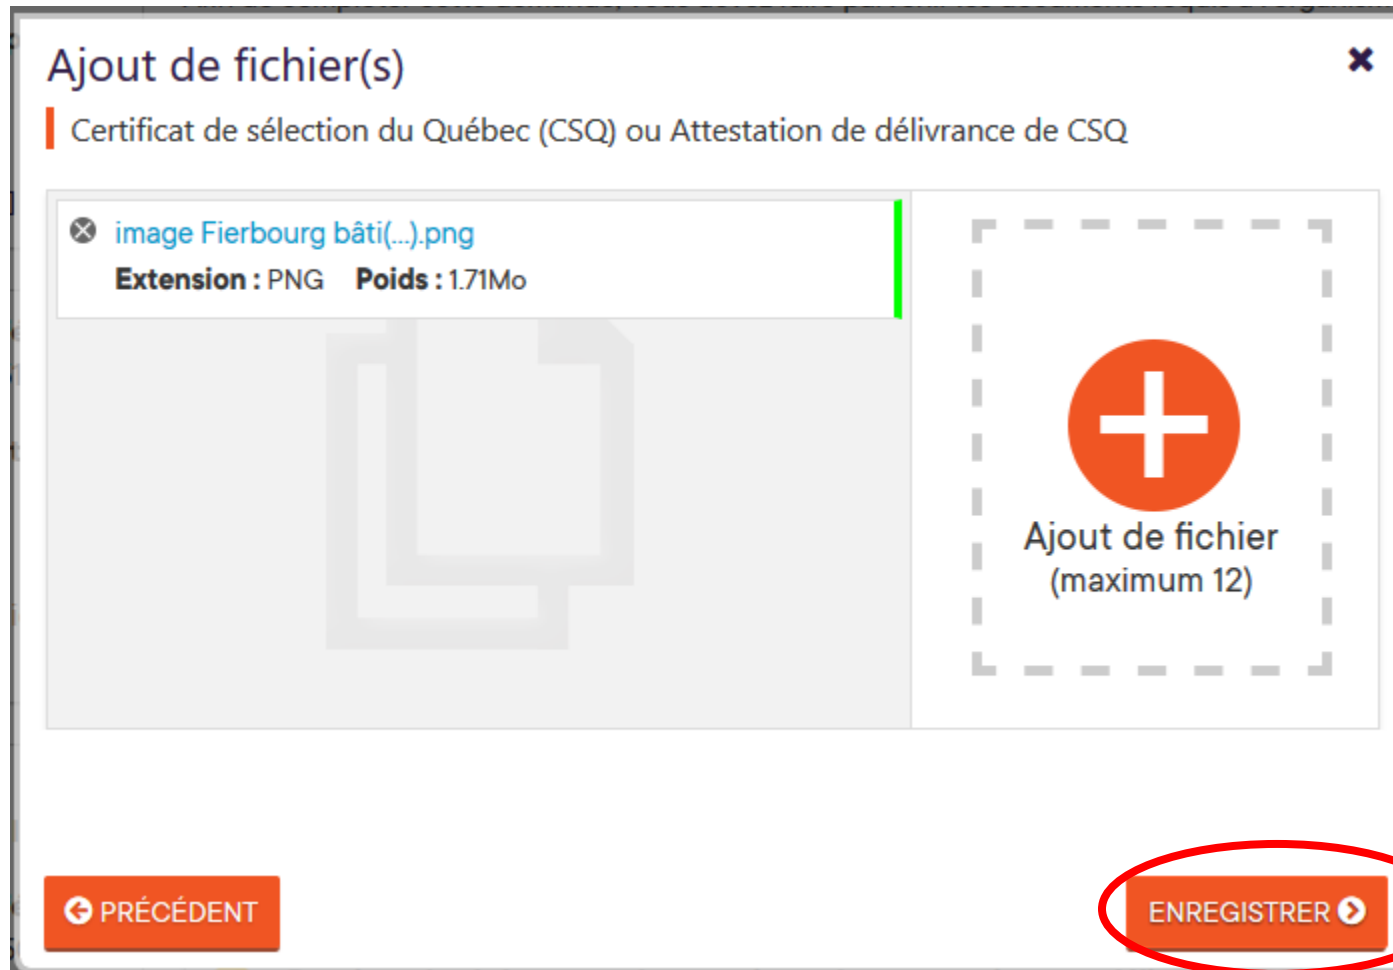 Ajout de fichier(s)
Certificat de sélection du Québec (CSQ) ou Attestation de délivrance de CSQ
image Fierbourg bâti(...).png
Extension : PNG Poids : 1.71Mo
Ajout de fichier
(maximum 12)
PRÉCÉDENT
ENREGISTRER